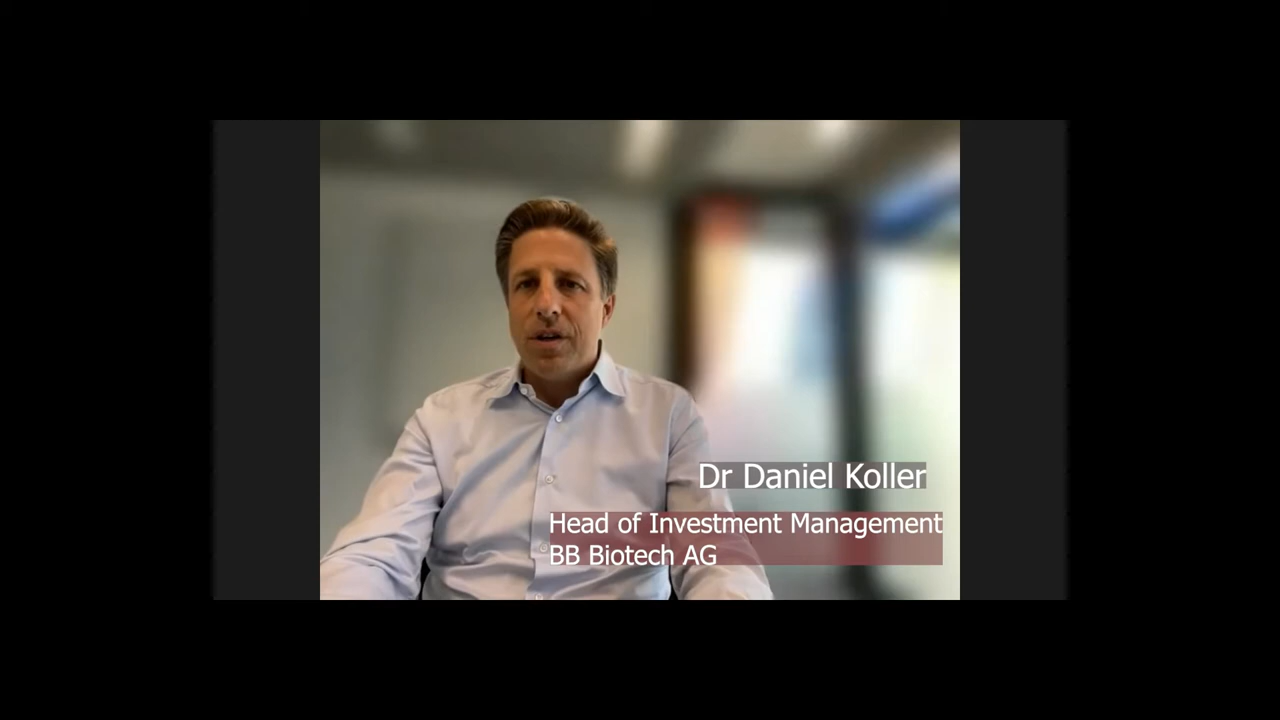 Dr Daniel Koller
Head of Investment Management
BB Biotech AG